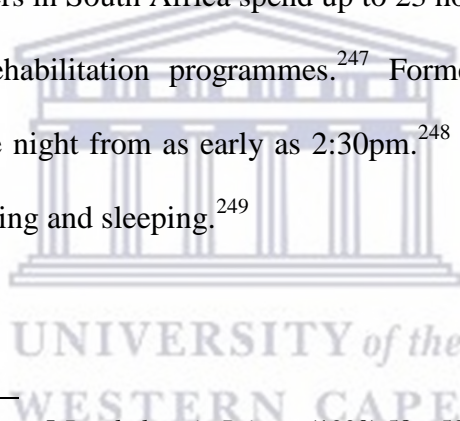 ers in South Africa spend up to 23 ho
ehabilitation programmes.247 Forme
e night from as early as 2:30pm.248
ing and sleeping.249
UNIVERSITY of the
WESTERN CAPE